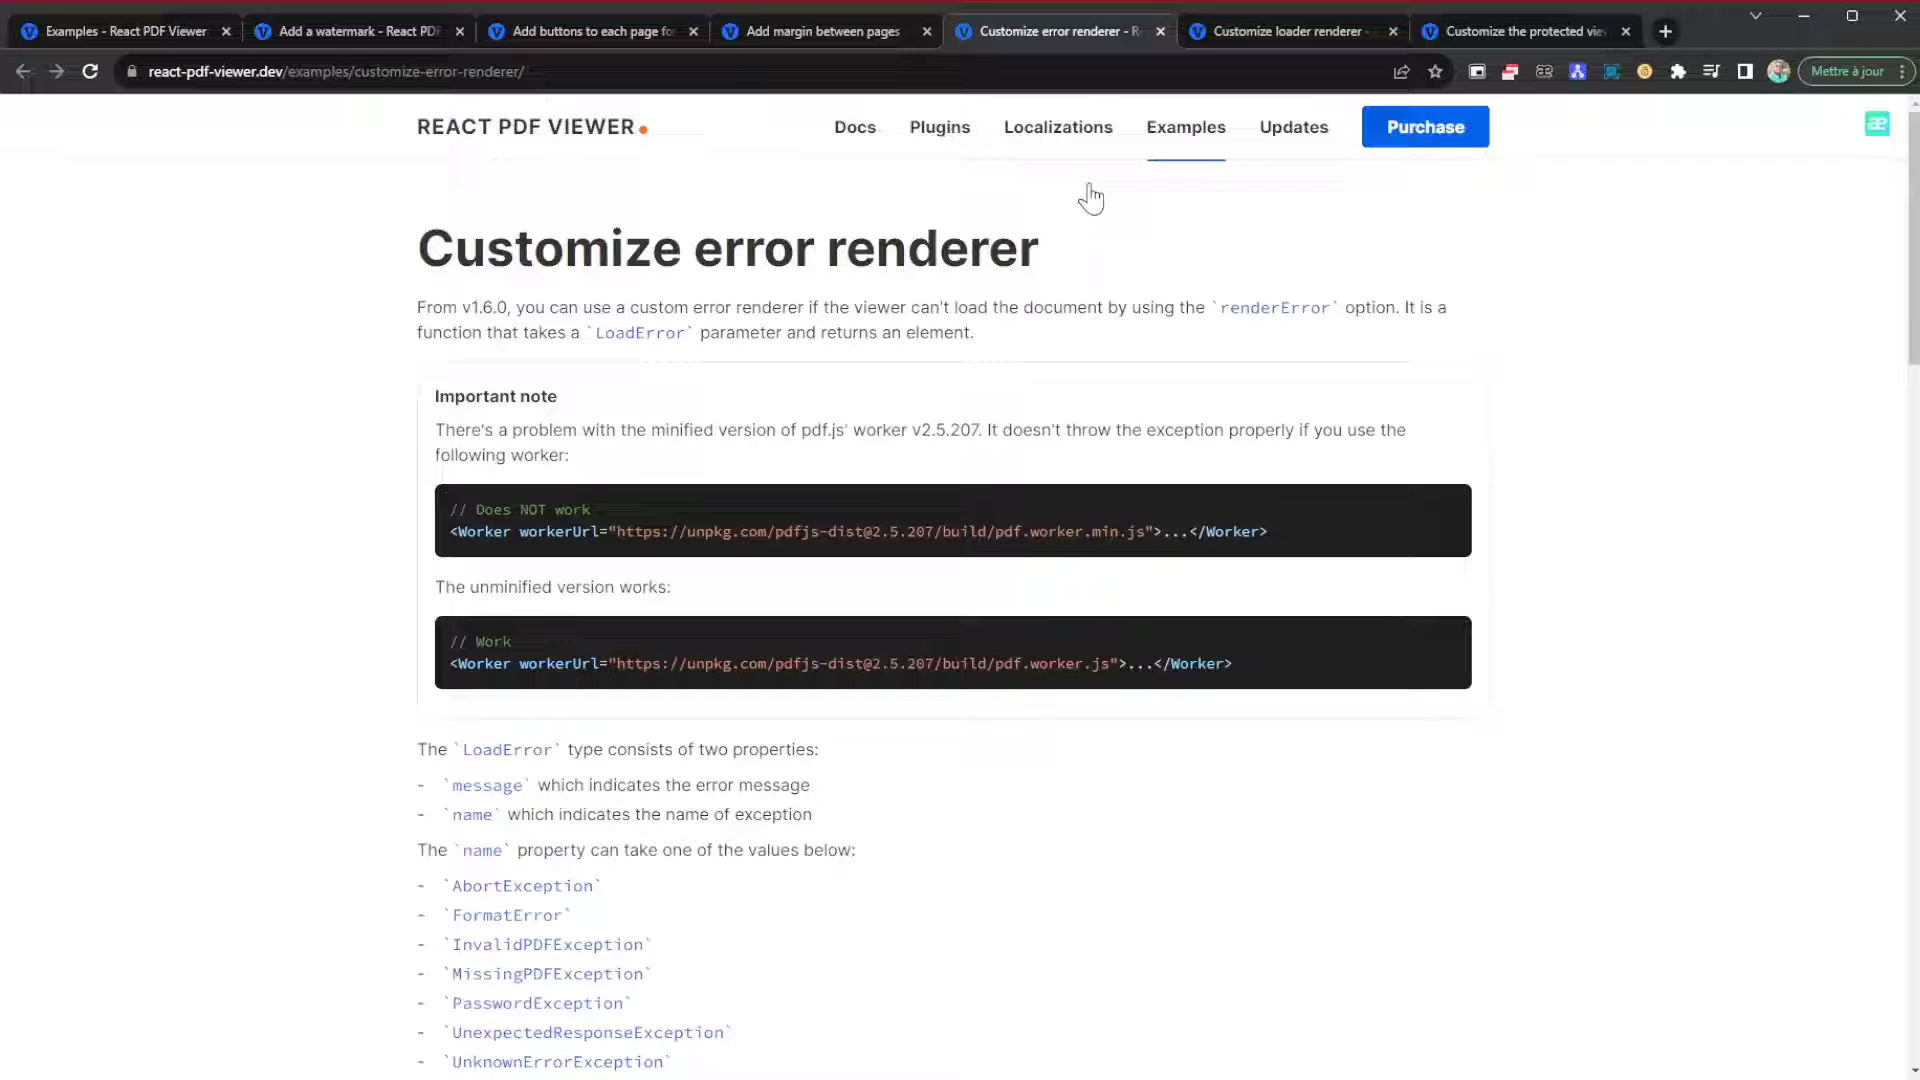 Examples - React PDF Viewer
Add a watermark - React PDF
Add buttons to each page fo
Add margin between pages
Customize error renderer - R
Customize loader renderer -
Customize the protected vie
react-pdf-viewer.dev/examples/customize-error-renderer/
Mettre à jour
REACT PDF VIEWER
Docs
Plugins
Localizations
Examples
Updates
Purchase
æ
Customize error renderer
From v1.6.0, you can use a custom error renderer if the viewer can't load the document by using the `renderError` option. It is a
function that takes a `LoadError` parameter and returns an element.
Important note
There's a problem with the minified version of pdf.js' worker v2.5.207. It doesn't throw the exception properly if you use the
following worker:
// Does NOT work
<Worker workerUrl="https://unpkg.com/pdfjs-dist@2.5.207/build/pdf.worker.min.js">...</Worker>
The unminified version works:
// Work
<Worker workerUrl="https://unpkg.com/pdfjs-dist@2.5.207/build/pdf.worker.js">...</Worker>
The `LoadError` type consists of two properties:
- `message` which indicates the error message
- `name` which indicates the name of exception
The `name` property can take one of the values below:
- `AbortException`
- `FormatError`
- `InvalidPDFException`
- `MissingPDFException`
- `PasswordException`
- `UnexpectedResponseException`
- `UnknownErrorException`